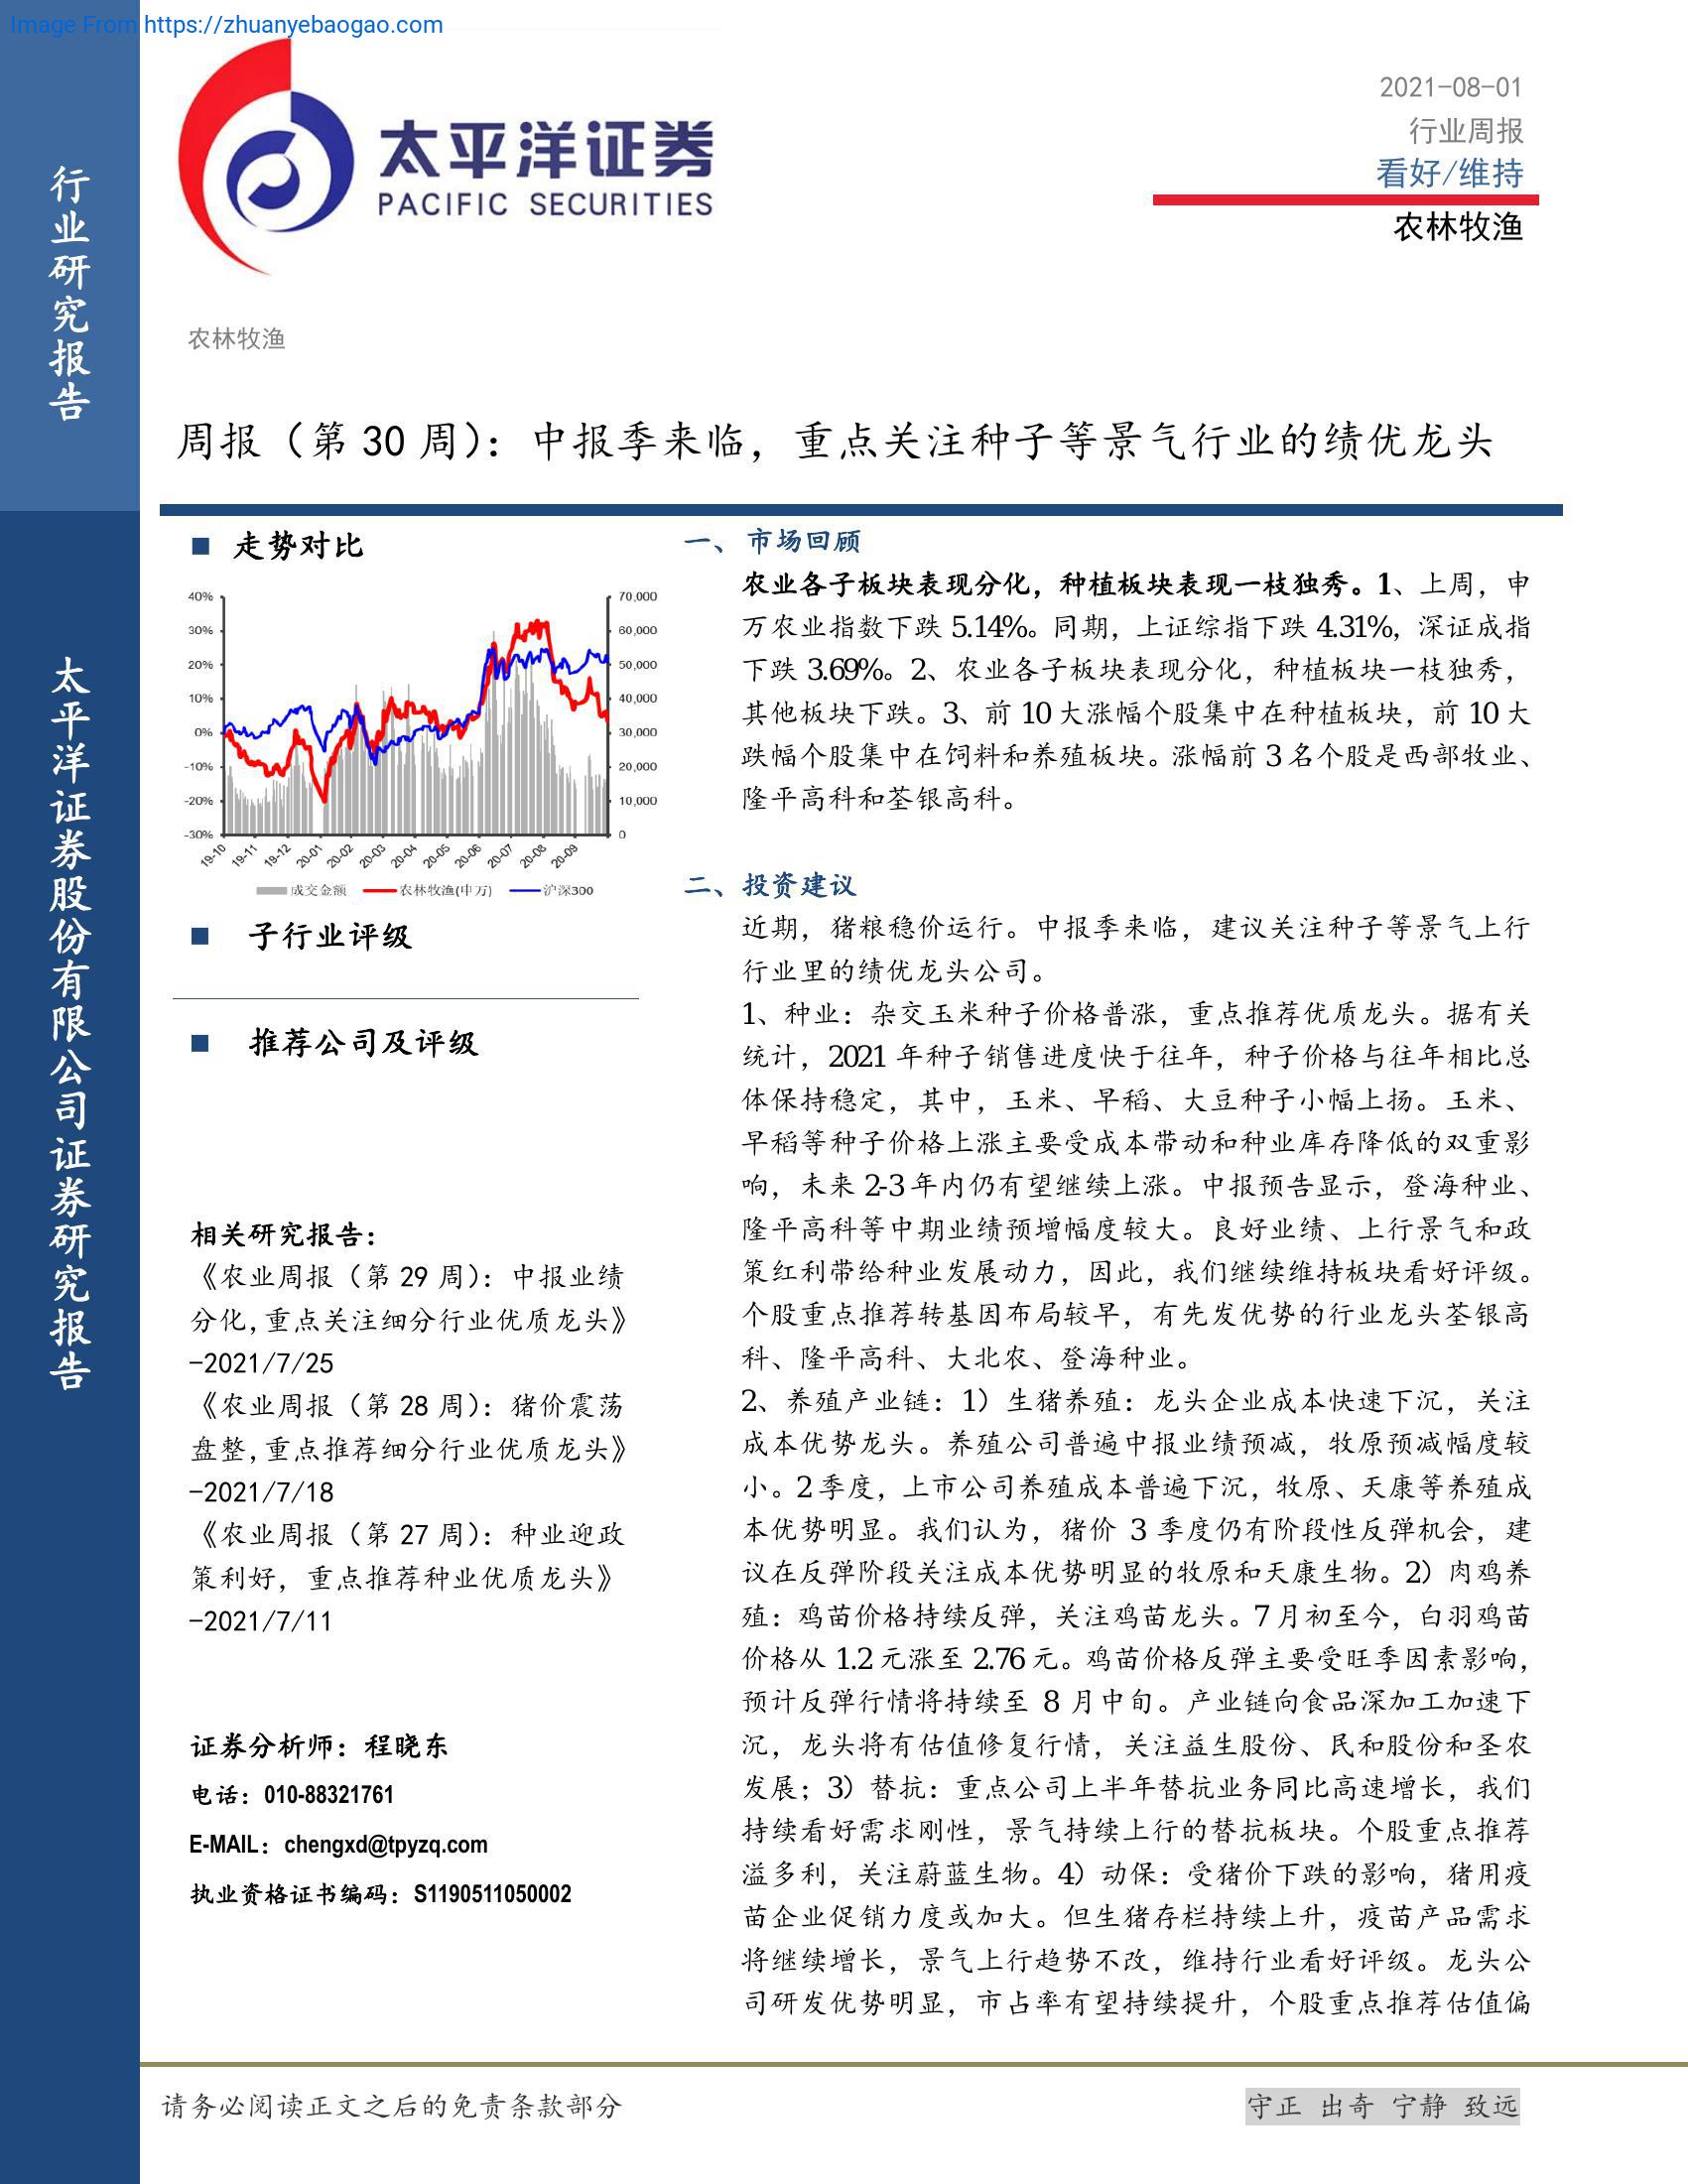 Image From https://zhuanyebaogao.com
行业研究报告
太平洋证券股份有限公司证券研究报告
太平洋证券
PACIFIC SECURITIES
2021-08-01
行业周报
看好/维持
农林牧渔
农林牧渔
周报（第 30 周）：中报季来临，重点关注种子等景气行业的绩优龙头
■ 走势对比
40%
30%
20%
10%
0%
-10%
-20%
-30%
70,000
60,000
50,000
40,000
30,000
20,000
10,000
0
19-10
19-11
19-12
20-01
20-02
20-03
20-04
20-05
20-06
20-07
20-08
20-09
成交金额 农林牧渔(申万) 沪深300
■ 子行业评级
■ 推荐公司及评级
相关研究报告：
《农业周报（第 29 周）：中报业绩
分化,重点关注细分行业优质龙头》
-2021/7/25
《农业周报（第 28 周）：猪价震荡
盘整,重点推荐细分行业优质龙头》
-2021/7/18
《农业周报（第 27 周）：种业迎政
策利好，重点推荐种业优质龙头》
-2021/7/11
证券分析师：程晓东
电话：010-88321761
E-MAIL：chengxd@tpyzq.com
执业资格证书编码：S1190511050002
一、 市场回顾
农业各子板块表现分化，种植板块表现一枝独秀。1、上周，申
万农业指数下跌 5.14%。同期，上证综指下跌 4.31%，深证成指
下跌 3.69%。2、农业各子板块表现分化，种植板块一枝独秀，
其他板块下跌。3、前 10 大涨幅个股集中在种植板块，前 10 大
跌幅个股集中在饲料和养殖板块。涨幅前 3 名个股是西部牧业、
隆平高科和荃银高科。
二、投资建议
近期，猪粮稳价运行。中报季来临，建议关注种子等景气上行
行业里的绩优龙头公司。
1、种业：杂交玉米种子价格普涨，重点推荐优质龙头。据有关
统计，2021 年种子销售进度快于往年，种子价格与往年相比总
体保持稳定，其中，玉米、早稻、大豆种子小幅上扬。玉米、
早稻等种子价格上涨主要受成本带动和种业库存降低的双重影
响，未来 2-3 年内仍有望继续上涨。中报预告显示，登海种业、
隆平高科等中期业绩预增幅度较大。良好业绩、上行景气和政
策红利带给种业发展动力，因此，我们继续维持板块看好评级。
个股重点推荐转基因布局较早，有先发优势的行业龙头荃银高
科、隆平高科、大北农、登海种业。
2、养殖产业链：1）生猪养殖：龙头企业成本快速下沉，关注
成本优势龙头。养殖公司普遍中报业绩预减，牧原预减幅度较
小。2 季度，上市公司养殖成本普遍下沉，牧原、天康等养殖成
本优势明显。我们认为，猪价 3 季度仍有阶段性反弹机会，建
议在反弹阶段关注成本优势明显的牧原和天康生物。2）肉鸡养
殖：鸡苗价格持续反弹，关注鸡苗龙头。7 月初至今，白羽鸡苗
价格从 1.2 元涨至 2.76 元。鸡苗价格反弹主要受旺季因素影响，
预计反弹行情将持续至 8 月中旬。产业链向食品深加工加速下
沉，龙头将有估值修复行情，关注益生股份、民和股份和圣农
发展；3）替抗：重点公司上半年替抗业务同比高速增长，我们
持续看好需求刚性，景气持续上行的替抗板块。个股重点推荐
溢多利，关注蔚蓝生物。4）动保：受猪价下跌的影响，猪用疫
苗企业促销力度或加大。但生猪存栏持续上升，疫苗产品需求
将继续增长，景气上行趋势不改，维持行业看好评级。龙头公
司研发优势明显，市占率有望持续提升，个股重点推荐估值偏
请务必阅读正文之后的免责条款部分
守正 出奇 宁静 致远